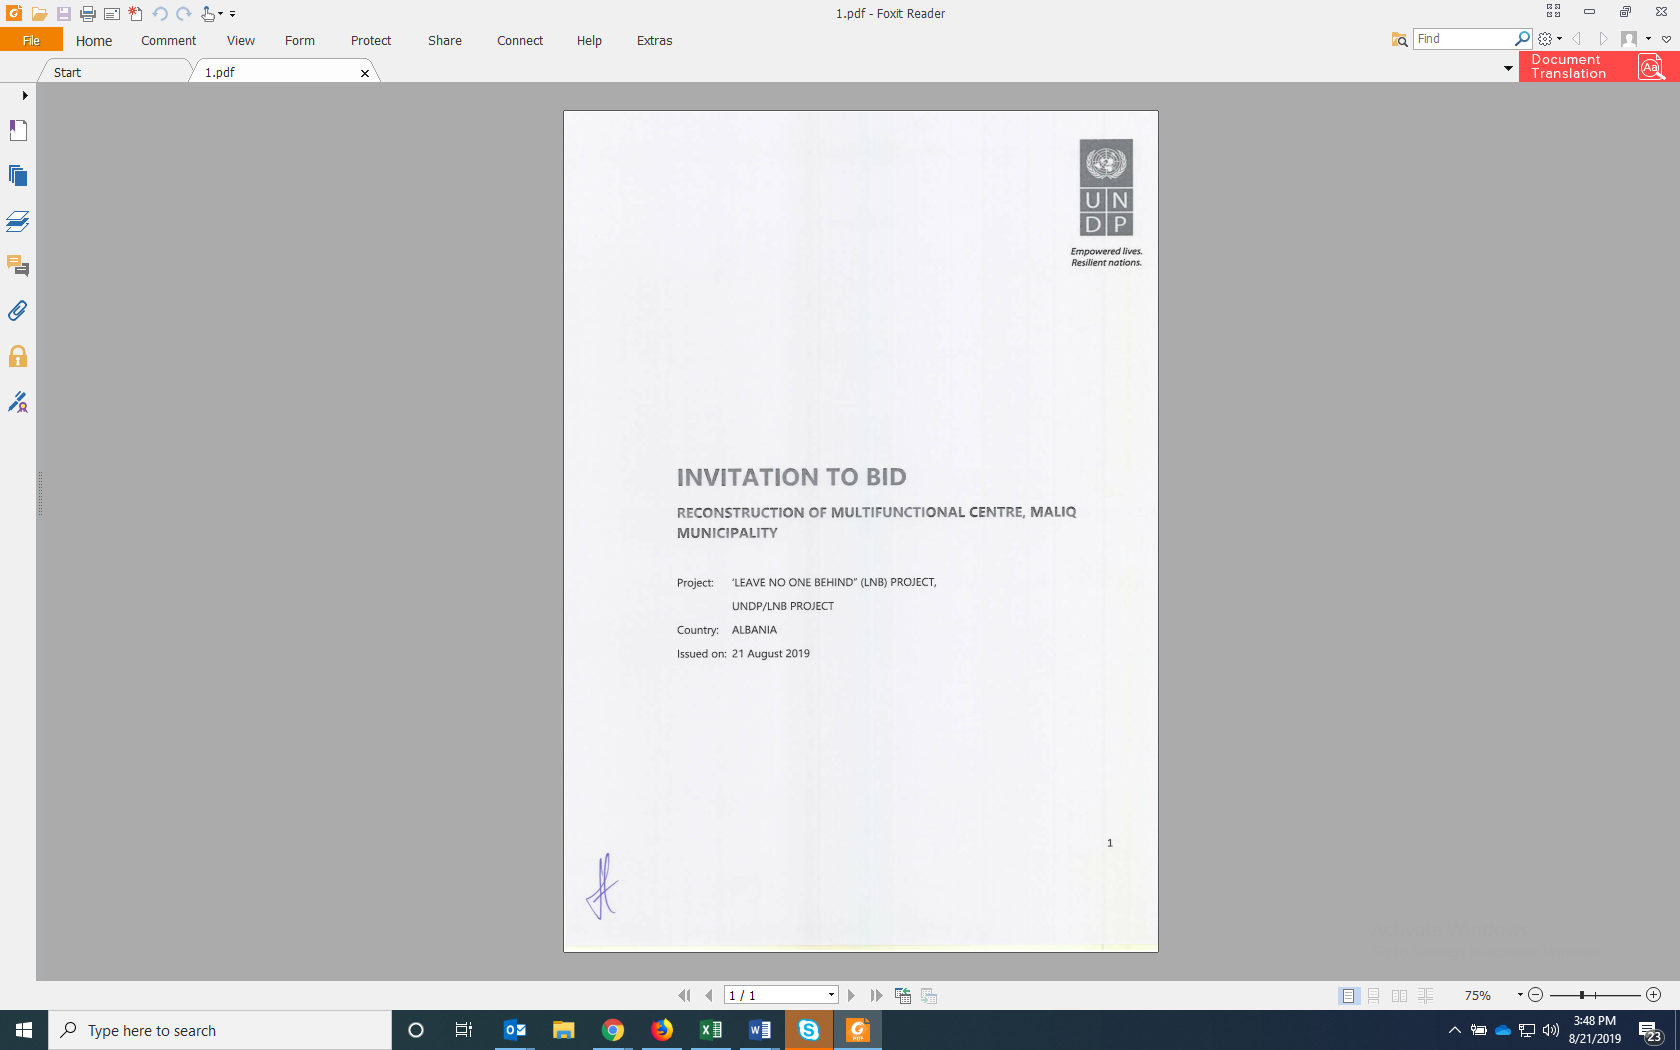 1.pdf - Foxit Reader
File Home Comment View Form Protect Share Connect Help Extras
Find
Start
1.pdf
Document
Translation
UN
DP
Empowered lives.
Resilient nations.
INVITATION TO BID
RECONSTRUCTION OF MULTIFUNCTIONAL CENTRE, MALIQ
MUNICIPALITY
Project: 'LEAVE NO ONE BEHIND" (LNB) PROJECT,
UNDP/LNB PROJECT
Country: ALBANIA
Issued on: 21 August 2019
1
1 / 1
75%
Type here to search
3:48 PM
8/21/2019
23